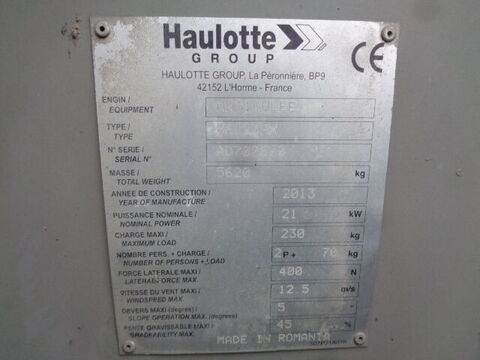 Haulotte
GROUP
CE
HAULOTTE GROUP, La Péronnière, BP9
42152 L'Horme - France
ENGIN /
EQUIPMENT
TYPE /
TYPE
N° SERIE /
SERIAL N°
MASSE /
TOTAL WEIGHT 5620 kg
ANNEE DE CONSTRUCTION /
YEAR OF MANUFACTURE 2013
PUISSANCE NOMINALE /
NOMINAL POWER 21 kW
CHARGE MAXI /
MAXIMUM LOAD 230 kg
NOMBRE PERS. + CHARGE /
NUMBER OF PERSONS + LOAD 2 P + 70 kg
FORCE LATERALE MAXI /
LATERAL FORCE MAX. 400 N
VITESSE DU VENT MAXI /
WINDSPEED MAX. 12.5 m/s
DEVERS MAXI (degrés) /
SLOPE OPERATION MAX. (degrees) 5 °
PENTE GRAVISSABLE MAXI /
GRADEABILITY MAX. 45 %
MADE IN ROMANIA